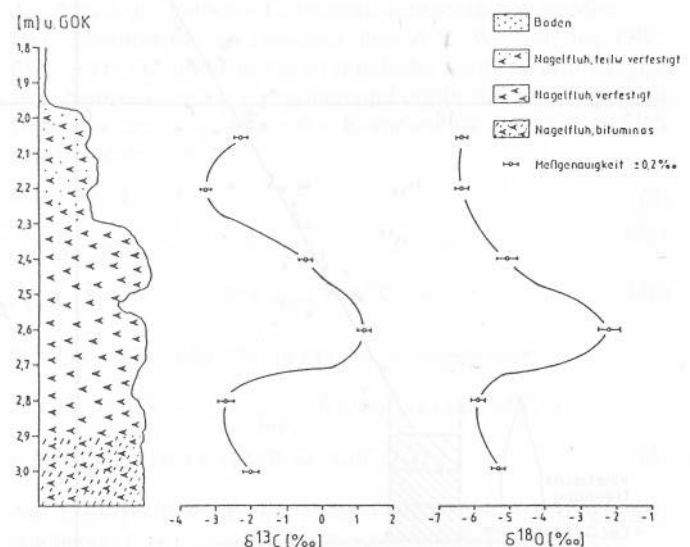 (m) u. GOK
1,8
1,9
2,0
2,1
2,2
2,3
2,4
2,5
2,6
2,7
2,8
2,9
3,0
Boden
Nagelfluh, teilw. verfestigt
Nagelfluh, verfestigt
Nagelfluh, bituminös
Meßgenauigkeit ±0,2‰
-4 -3 -2 -1 0 1 2
δ¹³C [‰]
-7 -6 -5 -4 -3 -2 -1 0
δ¹⁸O [‰]